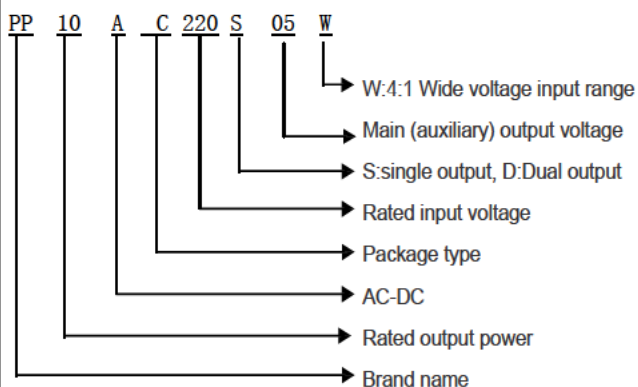 PP 10 A C 220 S 05 W
W:4:1 Wide voltage input range
Main (auxiliary) output voltage
S:single output, D:Dual output
Rated input voltage
Package type
AC-DC
Rated output power
Brand name